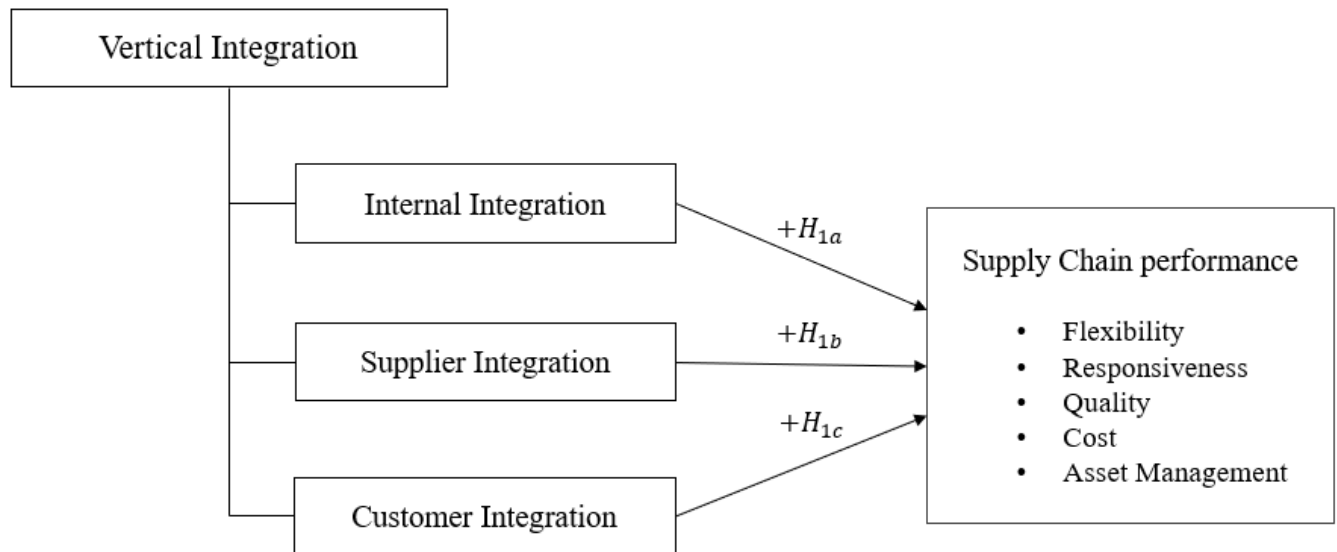 Vertical Integration
Internal Integration
+H₁ₐ
Supply Chain performance
• Flexibility
• Responsiveness
• Quality
• Cost
• Asset Management
Supplier Integration
+H₁b
Customer Integration
+H₁c